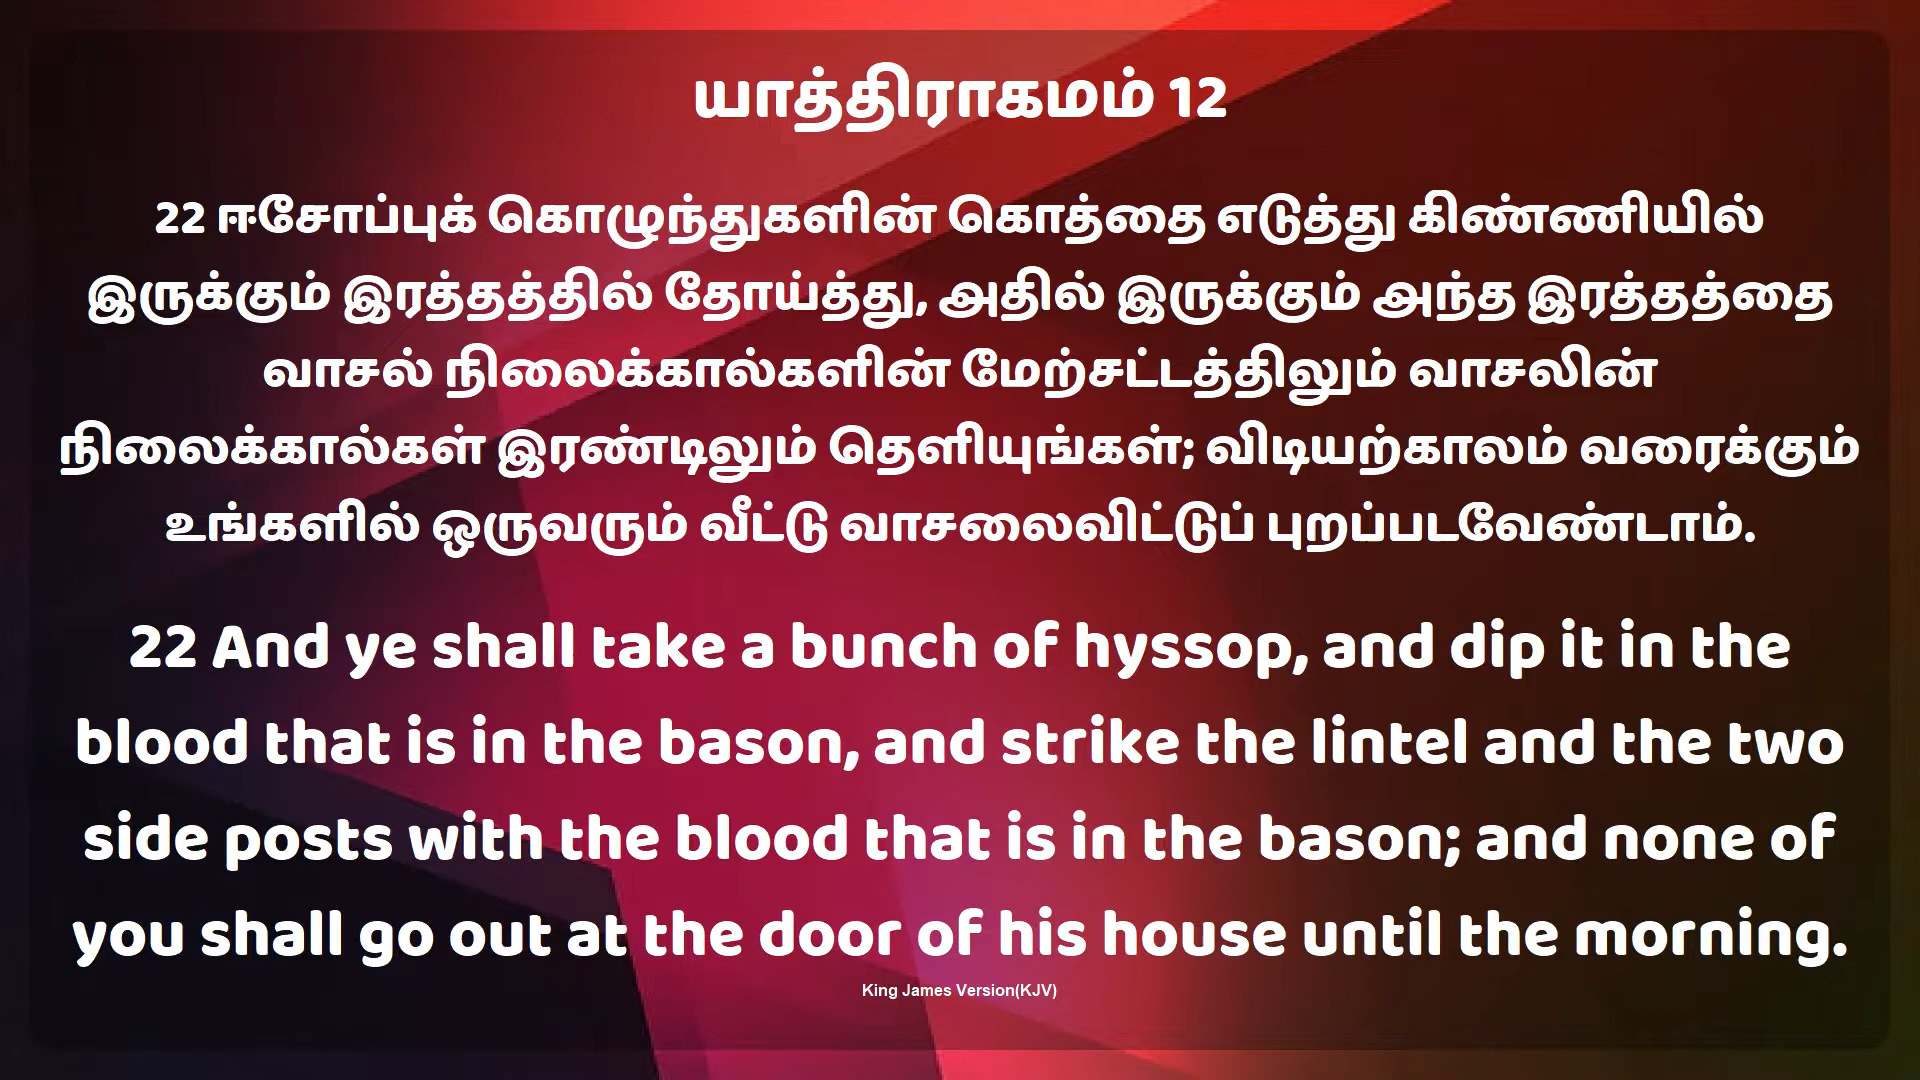 யாத்திராகமம் 12
22 ஈசோப்புக் கொழுந்துகளின் கொத்தை எடுத்து கிண்ணியில்
இருக்கும் இரத்தத்தில் தோய்த்து, அதில் இருக்கும் அந்த இரத்தத்தை
வாசல் நிலைக்கால்களின் மேற்சட்டத்திலும் வாசலின்
நிலைக்கால்கள் இரண்டிலும் தெளியுங்கள்; விடியற்காலம் வரைக்கும்
உங்களில் ஒருவரும் வீட்டு வாசலைவிட்டுப் புறப்படவேண்டாம்.
22 And ye shall take a bunch of hyssop, and dip it in the
blood that is in the bason, and strike the lintel and the two
side posts with the blood that is in the bason; and none of
you shall go out at the door of his house until the morning.
King James Version(KJV)